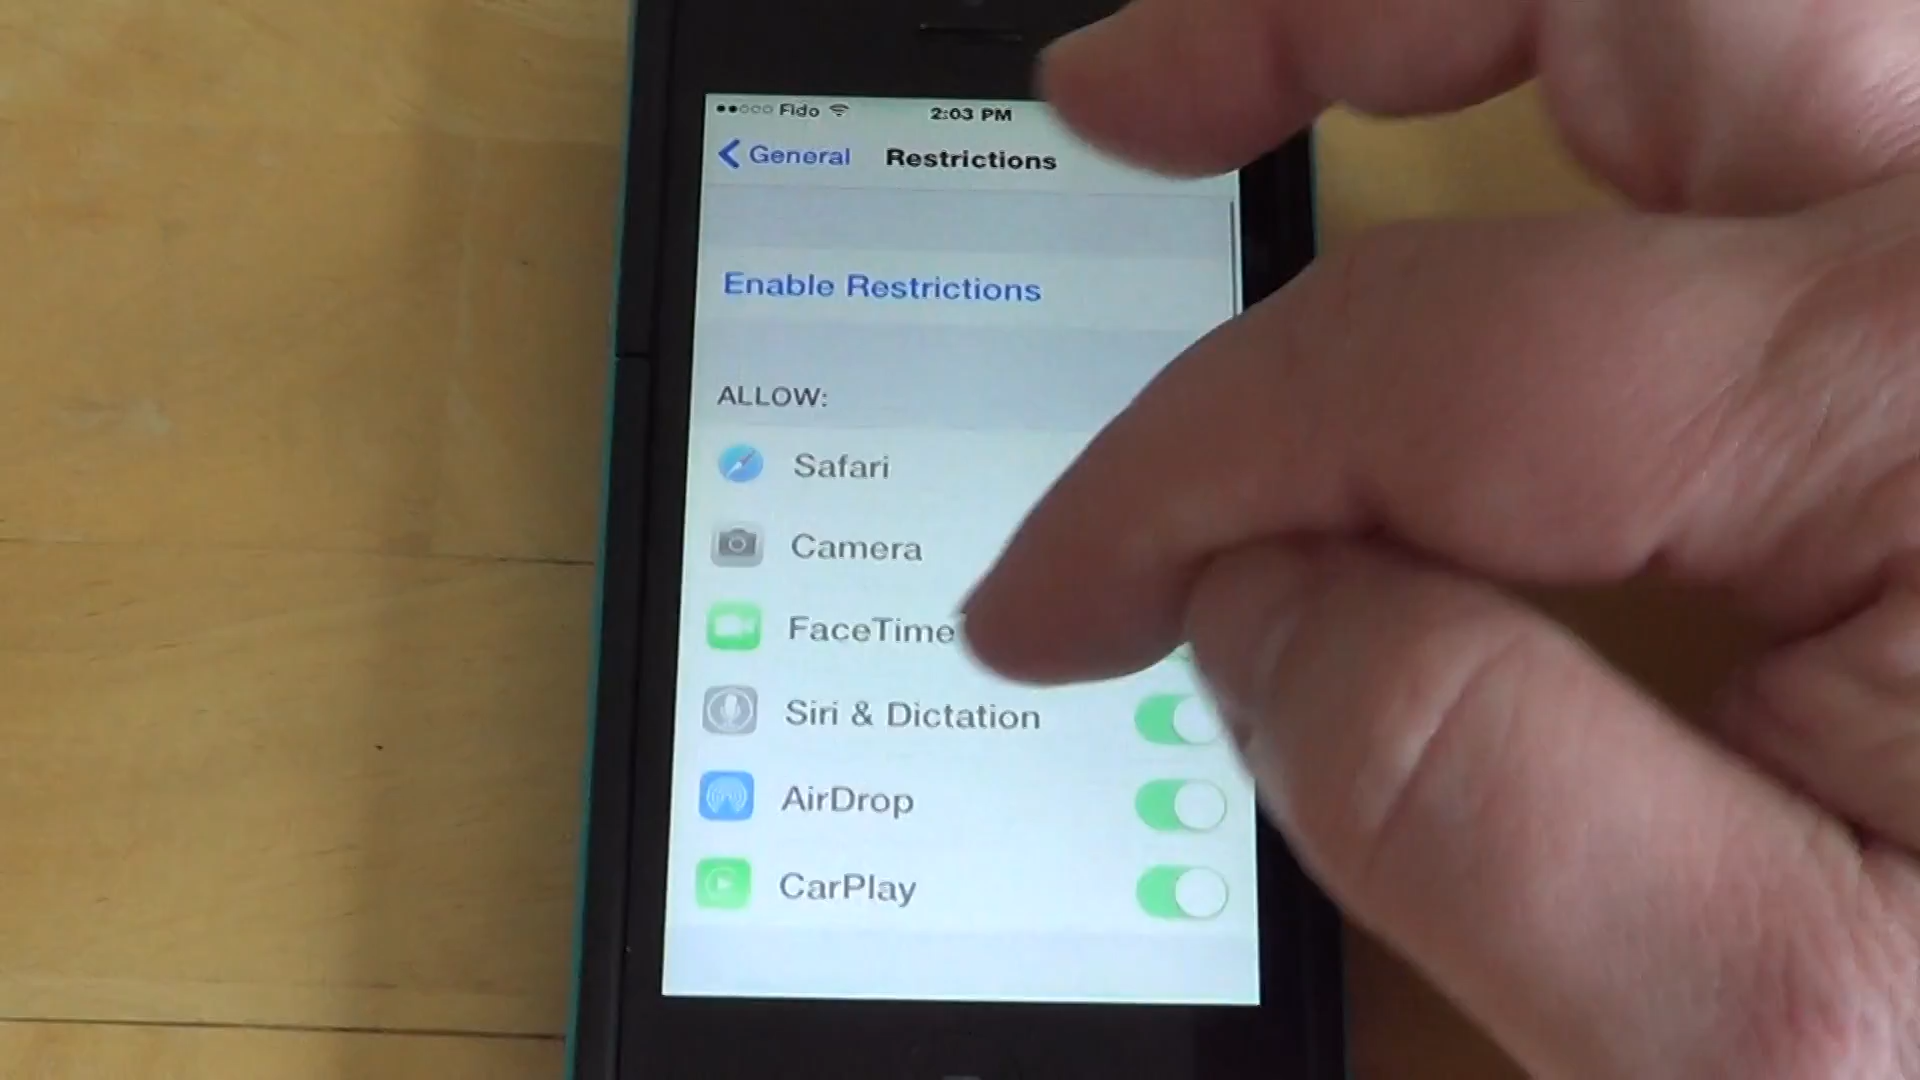 Fido 2:03 PM
General Restrictions
Enable Restrictions
ALLOW:
Safari
Camera
FaceTime
Siri & Dictation
AirDrop
CarPlay